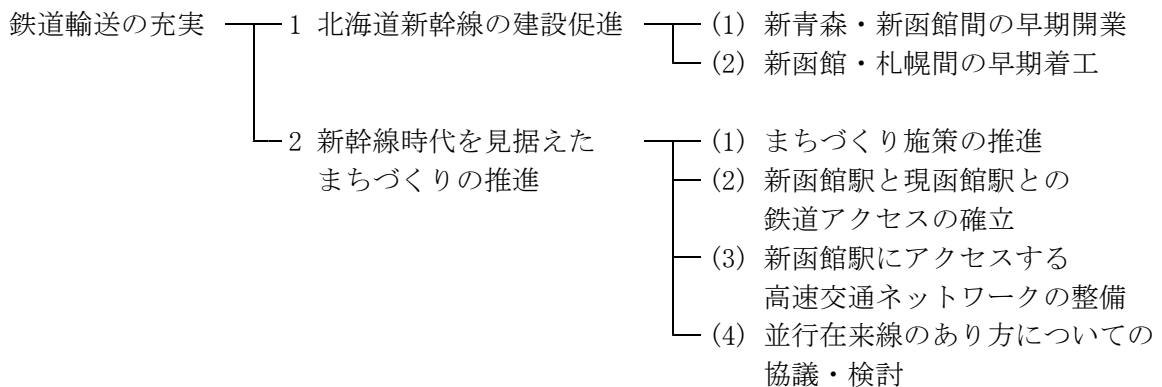 鉄道輸送の充実
1 北海道新幹線の建設促進
(1) 新青森・新函館間の早期開業
(2) 新函館・札幌間の早期着工
2 新幹線時代を見据えた
まちづくりの推進
(1) まちづくり施策の推進
(2) 新函館駅と現函館駅との
鉄道アクセスの確立
(3) 新函館駅にアクセスする
高速交通ネットワークの整備
(4) 並行在来線のあり方についての
協議・検討